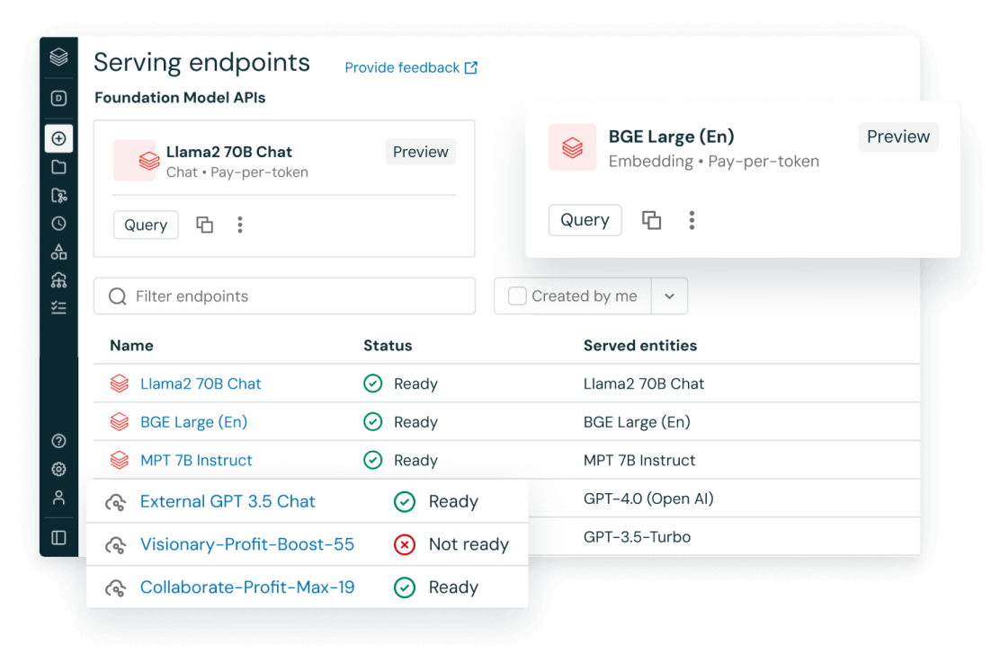 Serving endpoints
Provide feedback
D
Foundation Model APIs
Llama2 70B Chat
Preview
Chat • Pay-per-token
Query
BGE Large (En)
Preview
Embedding • Pay-per-token
Query
Filter endpoints
Created by me
Name Status Served entities
Llama2 70B Chat Ready Llama2 70B Chat
BGE Large (En) Ready BGE Large (En)
MPT 7B Instruct Ready MPT 7B Instruct
External GPT 3.5 Chat Ready GPT-4.0 (Open AI)
Visionary-Profit-Boost-55 Not ready GPT-3.5-Turbo
Collaborate-Profit-Max-19 Ready